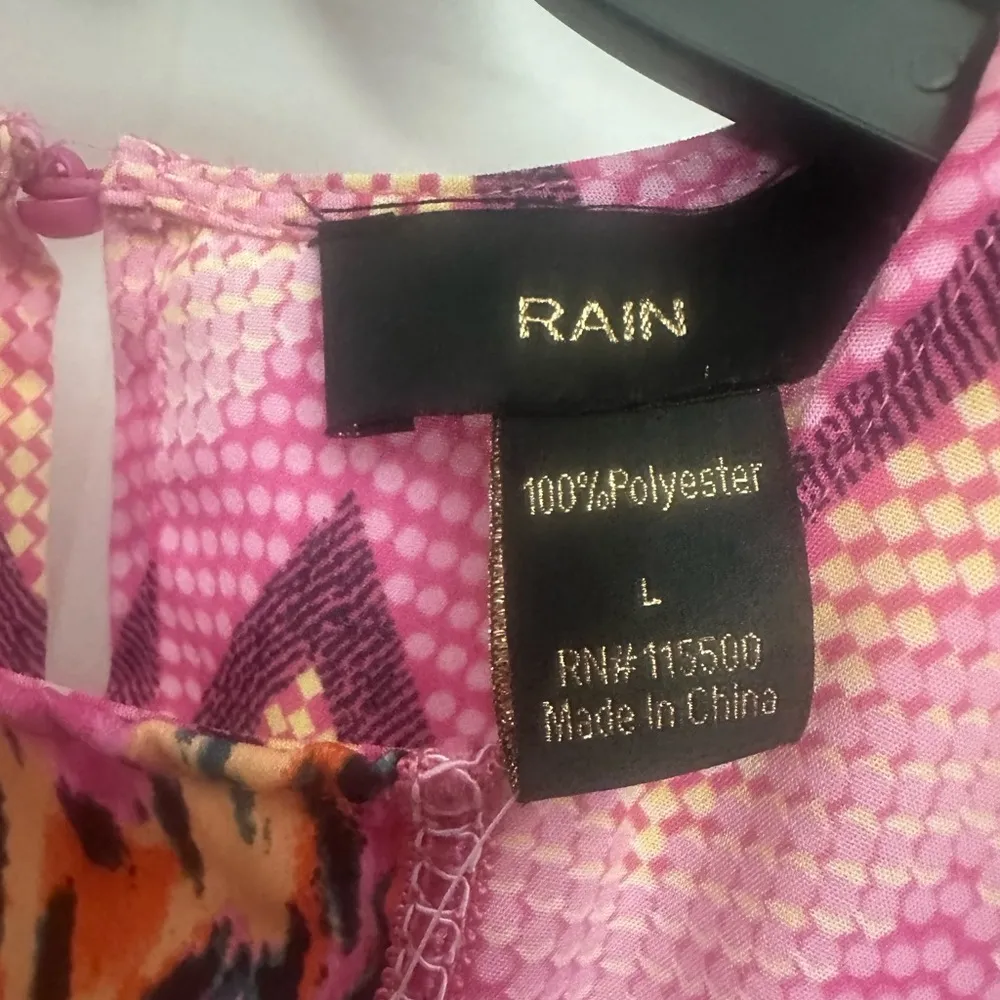 RAIN
100%Polyester
L
RN#115500
Made In China